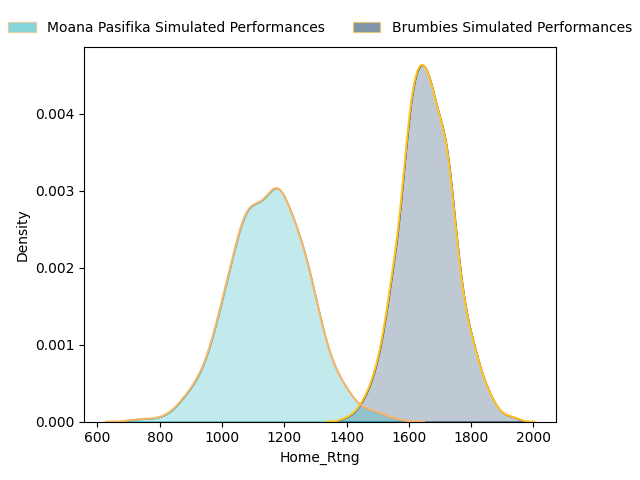 Moana Pasifika Simulated Performances Brumbies Simulated Performances
0.004
0.003
0.002
0.001
0.000
Density
600 800 1000 1200 1400 1600 1800 2000
Home_Rtng